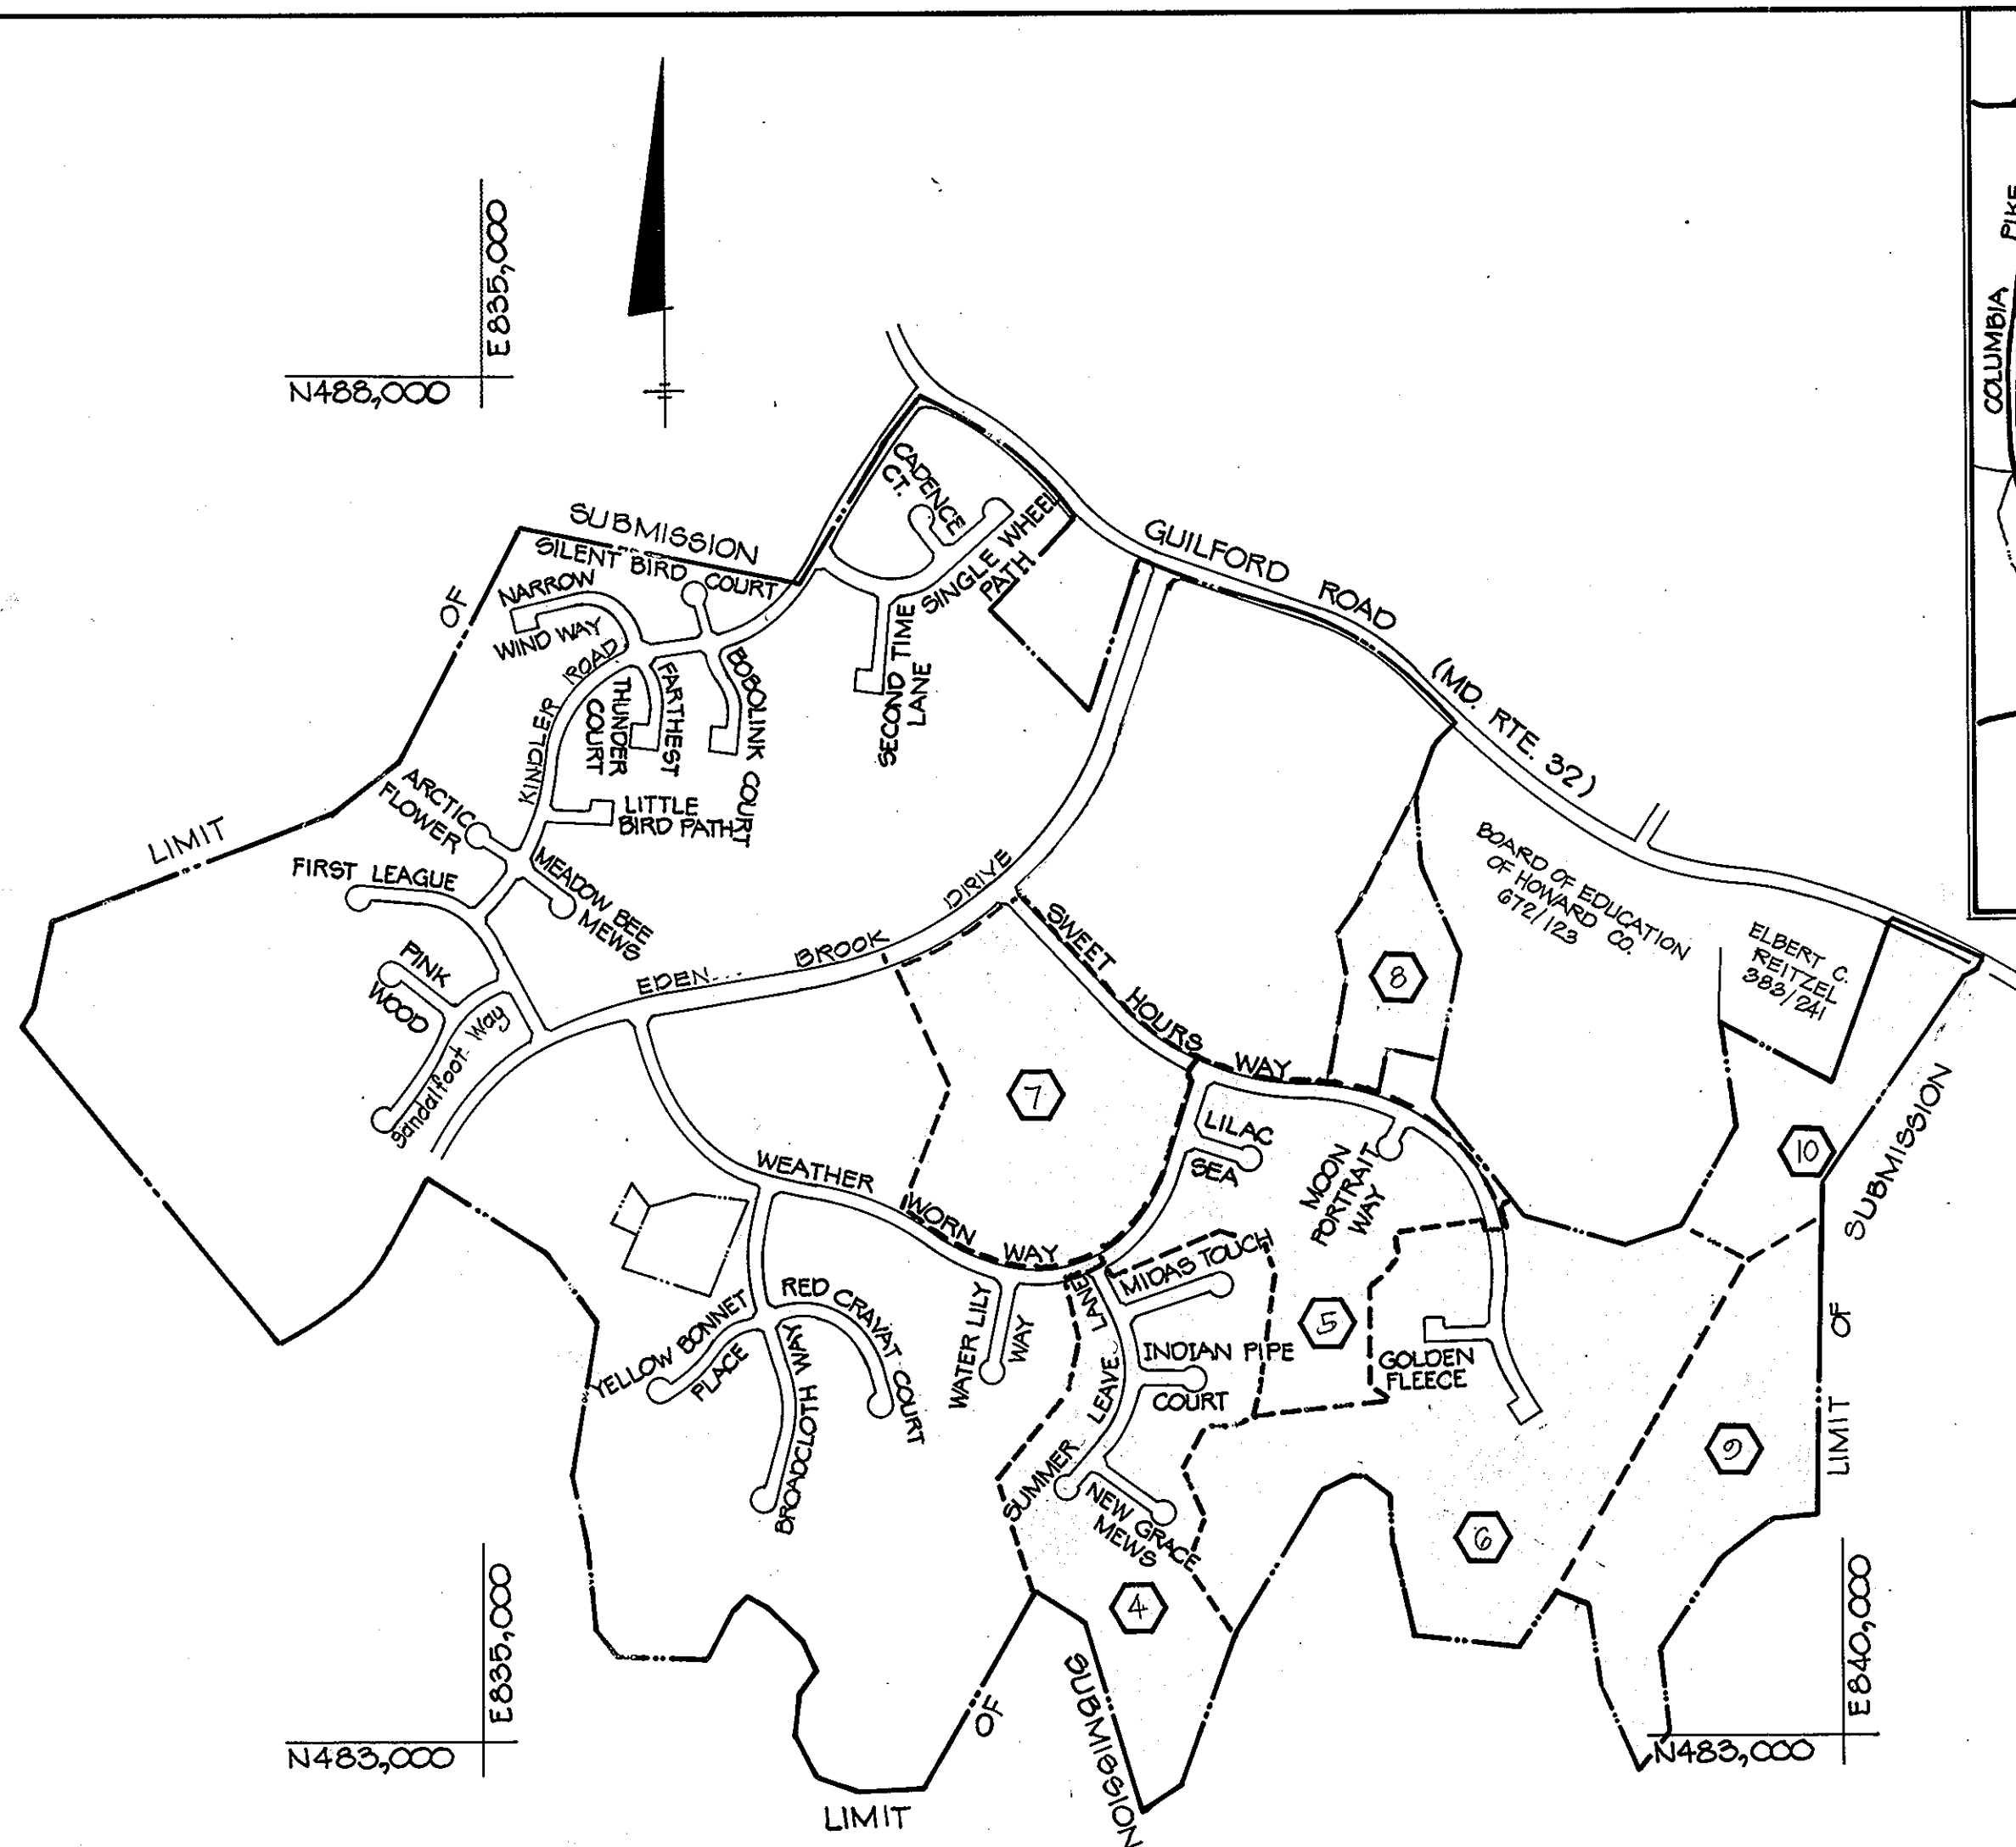 E 835,000
N488,000
COLUMBIA PIKE
CADENCE
CT.
SINGLE WHEEL
PATH
GUILFORD ROAD
(MD. RTE. 32)
SUBMISSION
OF
LIMIT
SILENT BIRD COURT
NARROW
WIND WAY
KINDLER ROAD
THUNDER
COURT
FARTHEST
BOBOLINK COURT
SECOND TIME
LANE
LITTLE
BIRD PATH
ARCTIC
FLOWER
FIRST LEAGUE
MEADOW BEE
MEWS
PINK
WOOD
Sandalfoot Way
EDEN BROOK DRIVE
SWEET HOURS WAY
BOARD OF EDUCATION
OF HOWARD CO.
672/123
ELBERT C.
REITZEL
383/241
8
7
10
LILAC
SEA
MOON
PORTRAIT
WAY
WEATHER WORN WAY
MIDAS TOUCH
SUBMISSION
OF
LIMIT
RED CRAVAT COURT
YELLOW BONNET
PLACE
BROADCLOTH WAY
WATER LILY
WAY
SUMMER LEAVE LANE
INDIAN PIPE
COURT
5
GOLDEN
FLEECE
9
NEW GRACE
MEWS
6
4
E 835,000
N483,000
E 840,000
N483,000
LIMIT
OF
SUBMISSION